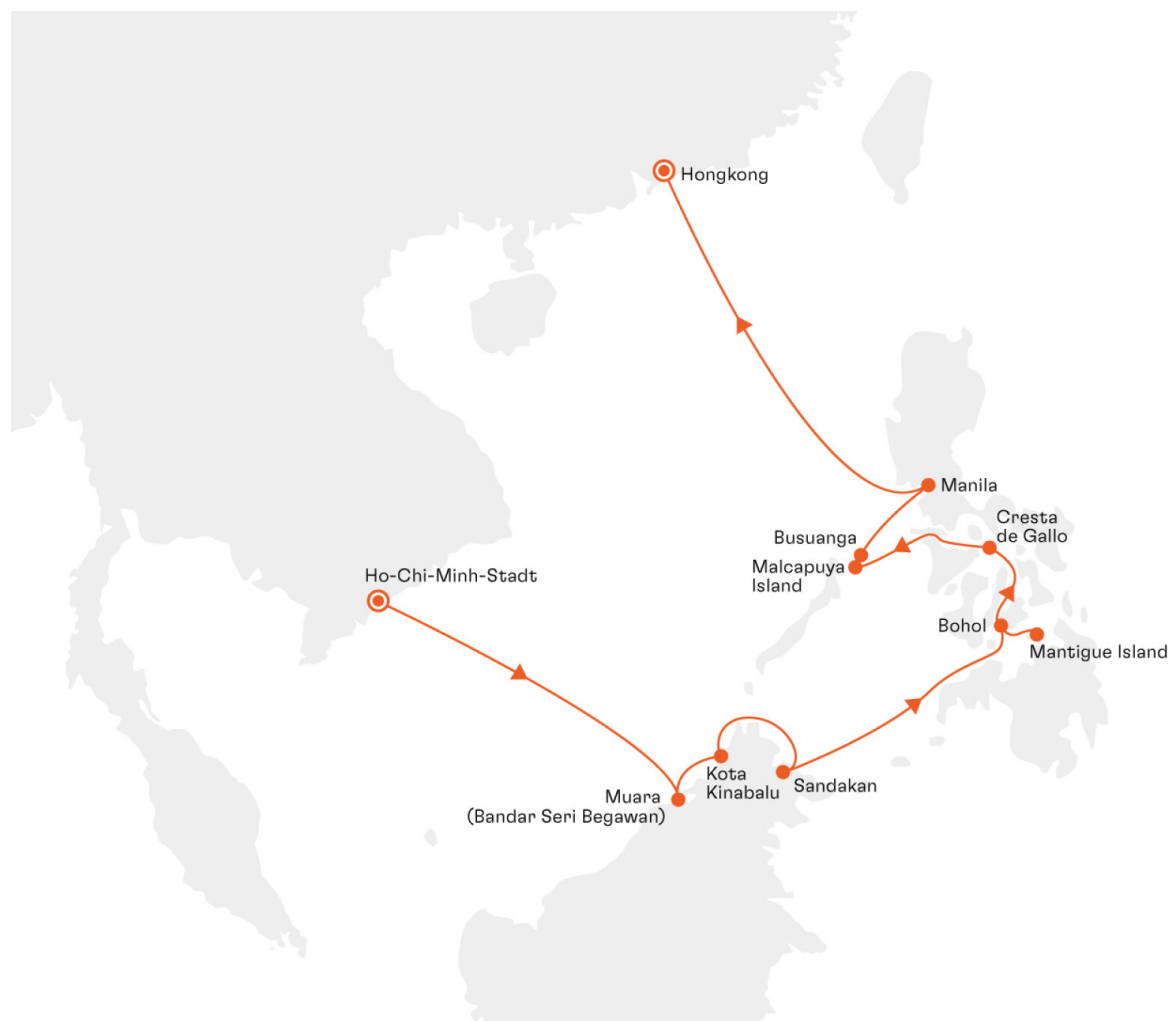 Hongkong
Manila
Cresta
de Gallo
Busuanga
Malcapuya
Island
Ho-Chi-Minh-Stadt
Bohol
Mantigue Island
Kota
Kinabalu
Sandakan
Muara
(Bandar Seri Begawan)